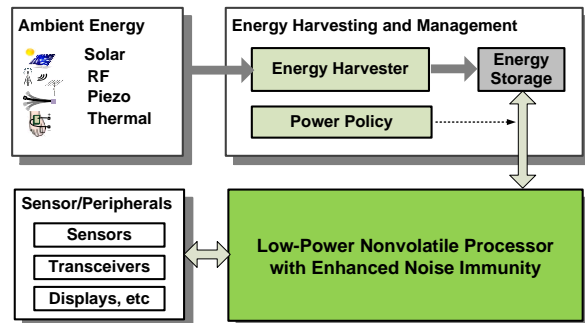 Ambient Energy
Solar
RF
Piezo
Thermal
Energy Harvesting and Management
Energy Harvester
Energy
Storage
Power Policy
Sensor/Peripherals
Sensors
Transceivers
Displays, etc
Low-Power Nonvolatile Processor
with Enhanced Noise Immunity